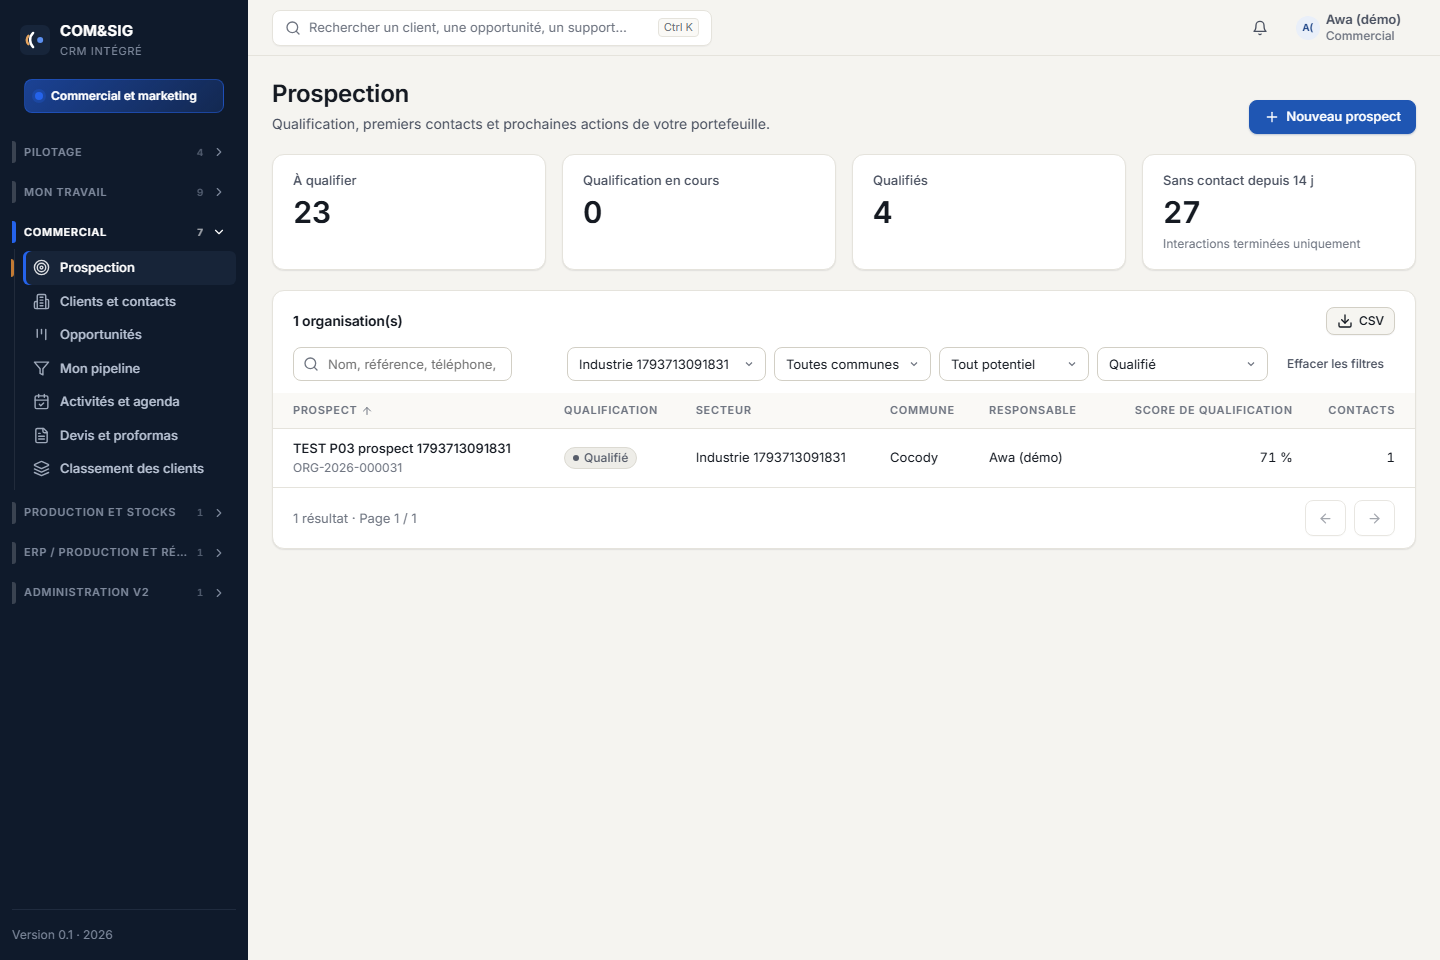 COM&SIG
CRM INTÉGRÉ
Commercial et marketing
PILOTAGE 4
MON TRAVAIL 9
COMMERCIAL 7
Prospection
Clients et contacts
Opportunités
Mon pipeline
Activités et agenda
Devis et proformas
Classement des clients
PRODUCTION ET STOCKS 1
ERP / PRODUCTION ET RÉ... 1
ADMINISTRATION V2 1
Version 0.1 · 2026
Rechercher un client, une opportunité, un support... Ctrl K
A( Awa (démo)
Commercial
Prospection
Qualification, premiers contacts et prochaines actions de votre portefeuille.
Nouveau prospect
À qualifier
23
Qualification en cours
0
Qualifiés
4
Sans contact depuis 14 j
27
Interactions terminées uniquement
1 organisation(s) CSV
Nom, référence, téléphone, Industrie 1793713091831 Toutes communes Tout potentiel Qualifié Effacer les filtres
PROSPECT QUALIFICATION SECTEUR COMMUNE RESPONSABLE SCORE DE QUALIFICATION CONTACTS
TEST P03 prospect 1793713091831
ORG-2026-000031
Qualifié Industrie 1793713091831 Cocody Awa (démo) 71 % 1
1 résultat · Page 1 / 1